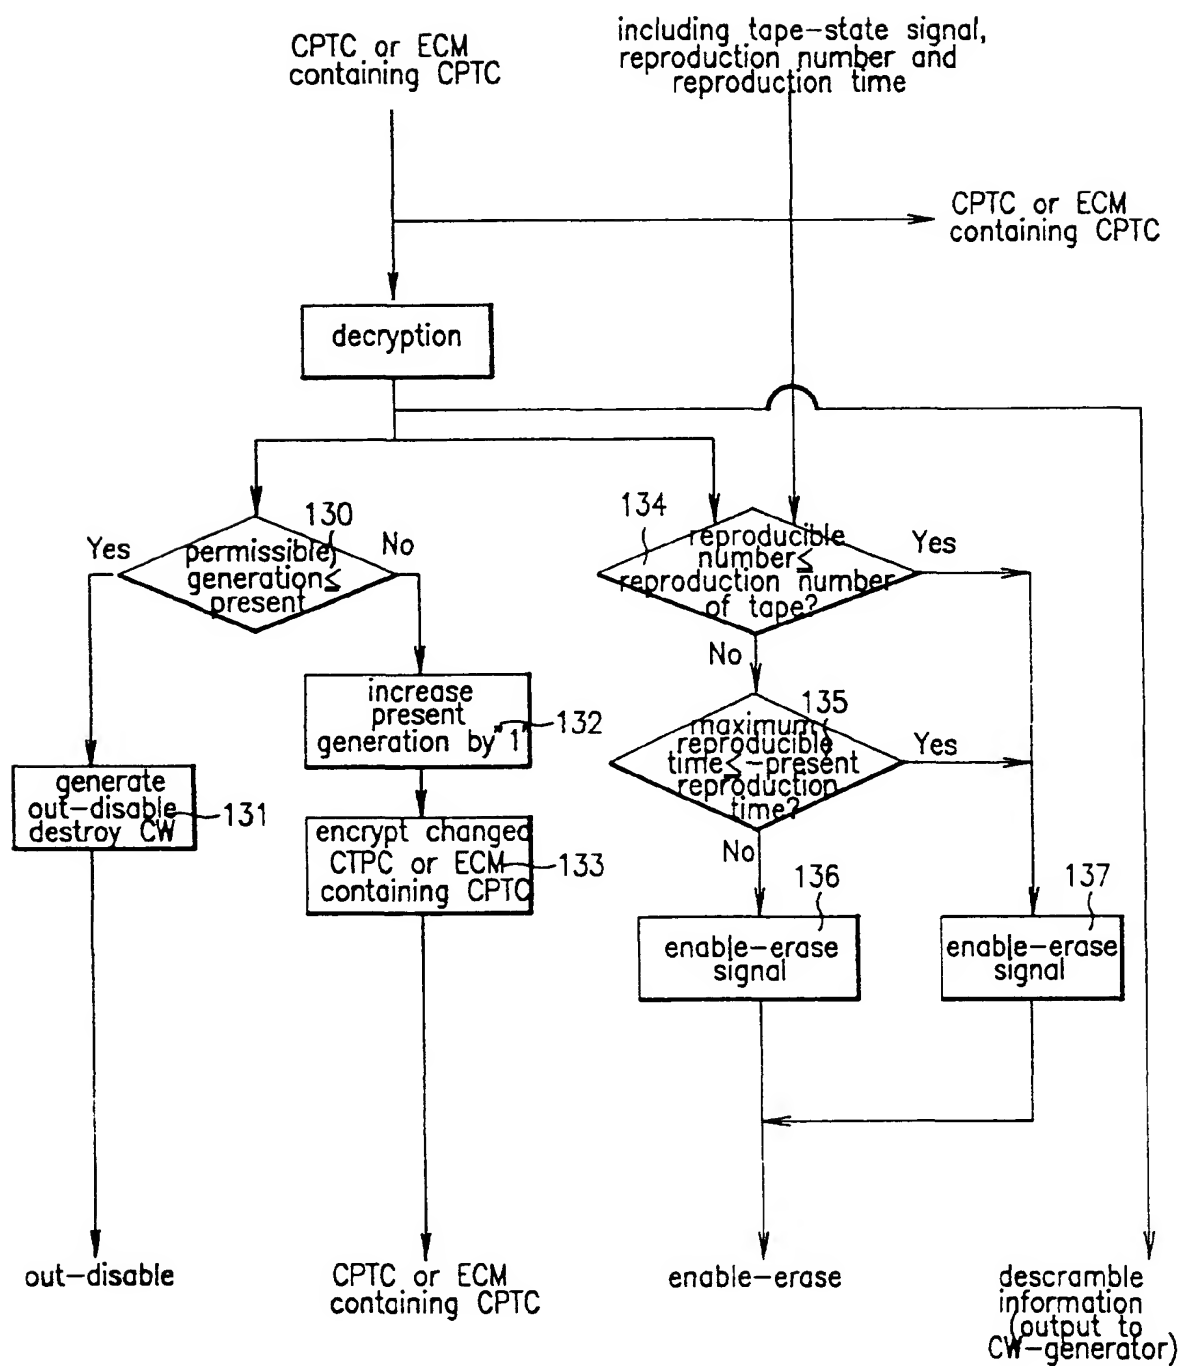 CPTC or ECM
containing CPTC
including tape-state signal,
reproduction number and
reproduction time
CPTC or ECM
containing CPTC
decryption
130
Yes
permissible
generation≤
present
No
134
reproducible
number≤
reproduction number
of tape?
Yes
No
increase
present
generation by"1"
132
135
maximum
reproducible
time≤-present
reproduction
time?
Yes
No
generate
out-disable
destroy CW
131
encrypt changed
CTPC or ECM
containing CPTC
133
136
enable-erase
signal
137
enable-erase
signal
out-disable
CPTC or ECM
containing CPTC
enable-erase
descramble
information
(output to
CW-generator)